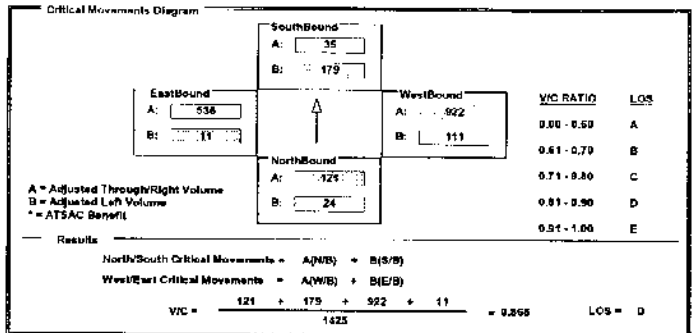 Critical Movements Diagram
SouthBound
A: 35
B: 179
EastBound
A: 536
B: 11
WestBound
A: 922
B: 111
NorthBound
A: 121
B: 24
V/C RATIO LOS
0.00 - 0.60 A
0.61 - 0.70 B
0.71 - 0.80 C
0.81 - 0.90 D
0.91 - 1.00 E
A = Adjusted Through/Right Volume
B = Adjusted Left Volume
* = ATSAC Benefit
Results
North/South Critical Movements = A(N/B) + B(S/B)
West/East Critical Movements = A(W/B) + B(E/B)
V/C = 121 + 179 + 922 + 11 = 0.865 LOS = D
1425